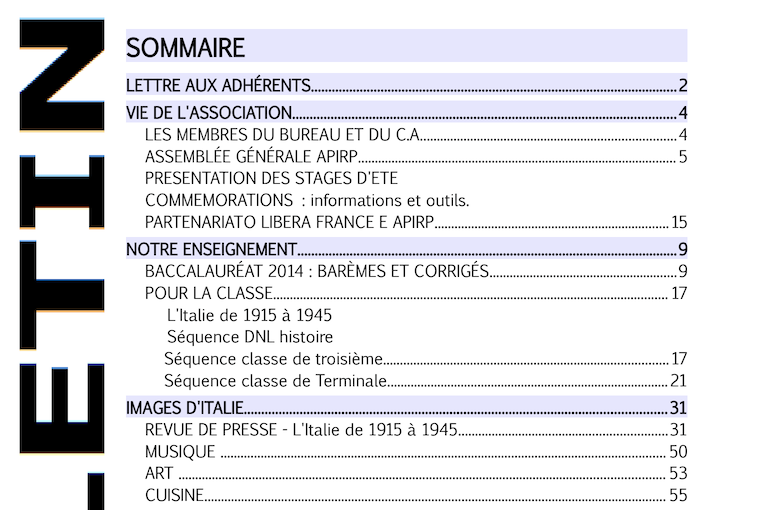 ETIN
SOMMAIRE
LETTRE AUX ADHÉRENTS 2
VIE DE L'ASSOCIATION 4
LES MEMBRES DU BUREAU ET DU C.A 4
ASSEMBLÉE GÉNÉRALE APIRP 5
PRESENTATION DES STAGES D'ETE
COMMEMORATIONS : informations et outils.
PARTENARIATO LIBERA FRANCE E APIRP 15
NOTRE ENSEIGNEMENT 9
BACCALAURÉAT 2014 : BARÈMES ET CORRIGÉS 9
POUR LA CLASSE 17
L'Italie de 1915 à 1945
Séquence DNL histoire
Séquence classe de troisième 17
Séquence classe de Terminale 21
IMAGES D'ITALIE 31
REVUE DE PRESSE - L'Italie de 1915 à 1945 31
MUSIQUE 50
ART 53
CUISINE 55